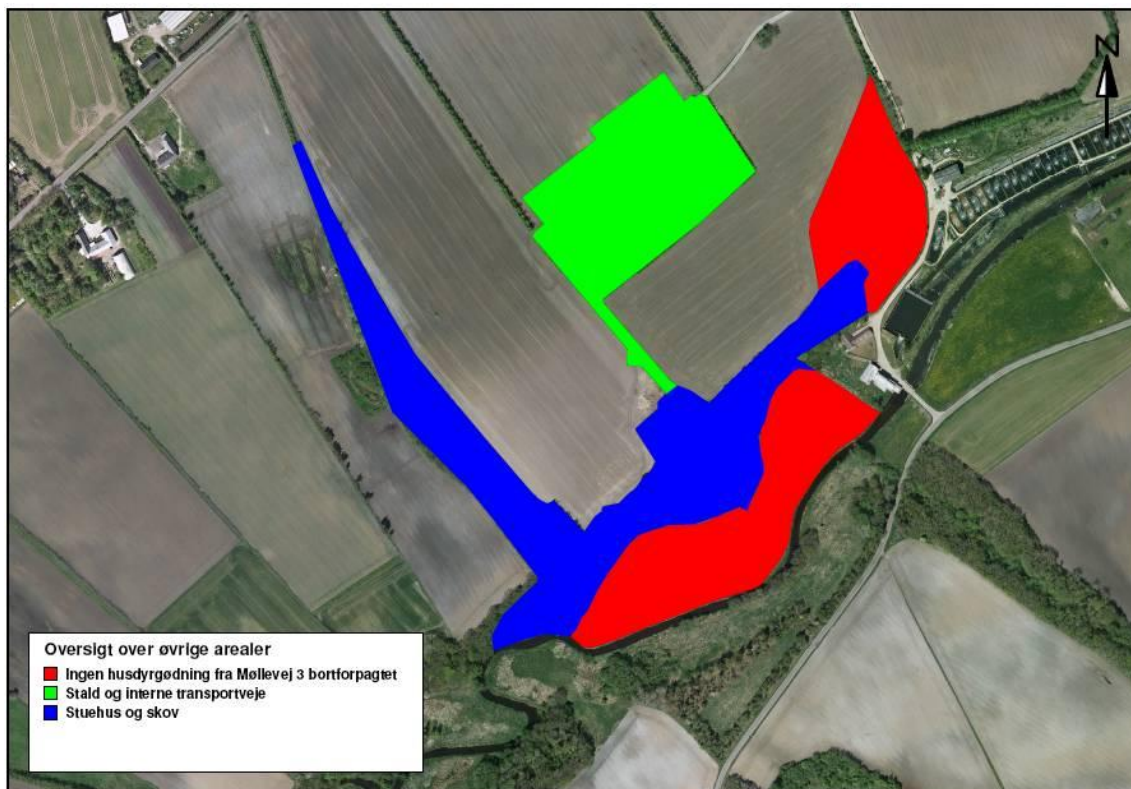 N
Oversigt over øvrige arealer
Ingen husdyrgødning fra Møllevej 3 bortforpagtet
Stald og interne transportveje
Stuehus og skov